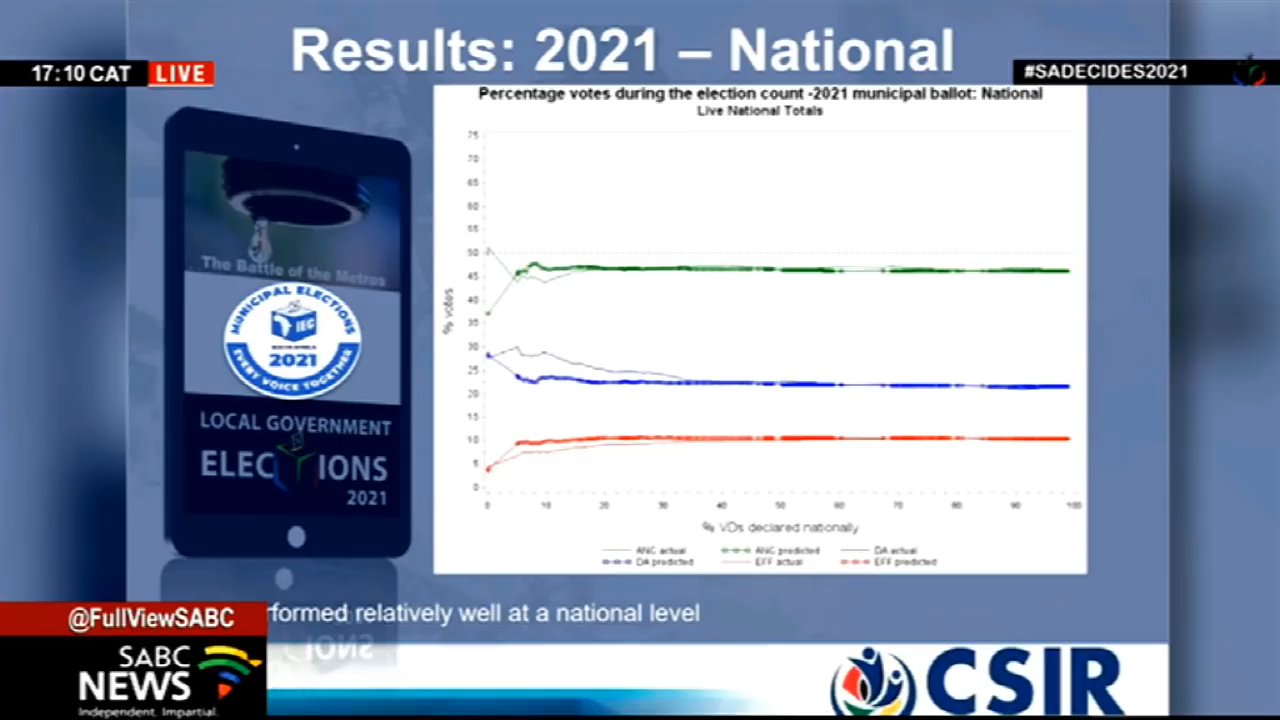 Results: 2021 – National
17:10 CAT LIVE
#SADECIDES2021
Percentage votes during the election count -2021 municipal ballot: National
Live National Totals
75
70
65
60
55
50
45
40
35
30
25
20
15
10
5
0
% votes
0 10 20 30 40 50 60 70 80 90 100
% VDs declared nationally
ANC actual ANC predicted DA actual
DA predicted EFF actual EFF predicted
The Battle of the Metros
MUNICIPAL ELECTIONS
IEC
SOUTH AFRICA
2021
EVERY VOICE TOGETHER
LOCAL GOVERNMENT
ELECTIONS
2021
@FullViewSABC
rformed relatively well at a national level
SABC
NEWS
Independent. Impartial.
CSIR